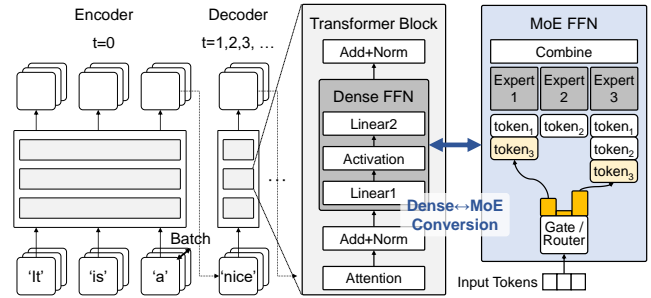 Encoder
t=0
Decoder
t=1,2,3, ...
Batch
'It'
'is'
'a'
'nice'
...
Transformer Block
Add+Norm
Dense FFN
Linear2
Activation
Linear1
Add+Norm
Attention
Dense↔MoE
Conversion
MoE FFN
Combine
Expert
1
Expert
2
Expert
3
token₁
token₂
token₁
token₃
token₂
token₃
Gate /
Router
Input Tokens